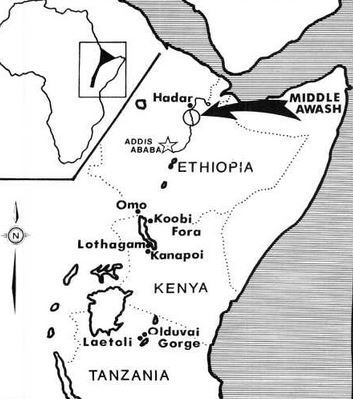 Hadar
MIDDLE
AWASH
ADDIS
ABABA
ETHIOPIA
Omo
Koobi
Fora
Lothagam
Kanapoi
N
KENYA
Olduvai
Gorge
Laetoli
TANZANIA